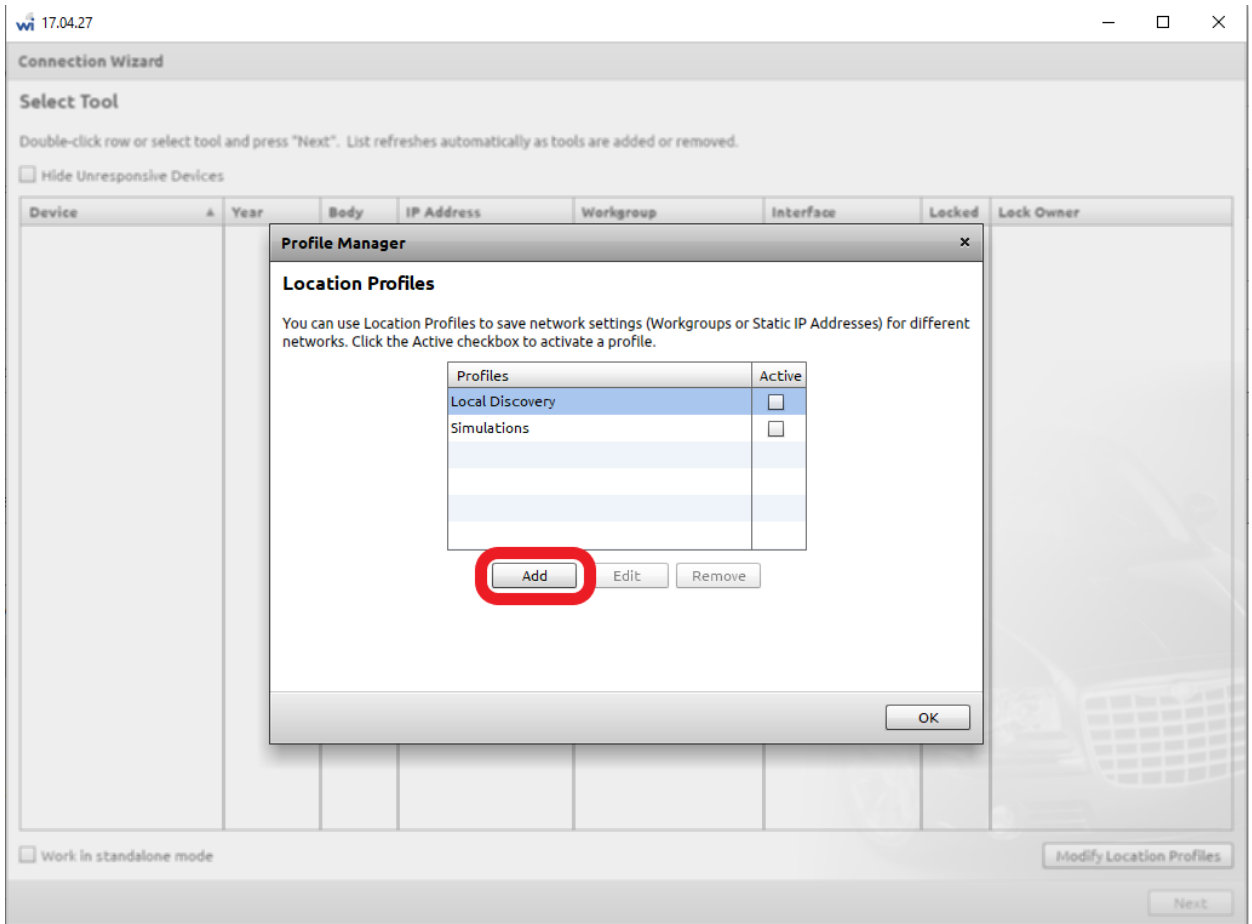 wi 17.04.27
Connection Wizard
Select Tool
Double-click row or select tool and press "Next". List refreshes automatically as tools are added or removed.
Hide Unresponsive Devices
Device Year Body IP Address Workgroup Interface Locked Lock Owner
Profile Manager x
Location Profiles
You can use Location Profiles to save network settings (Workgroups or Static IP Addresses) for different
networks. Click the Active checkbox to activate a profile.
Profiles Active
Local Discovery
Simulations
Add Edit Remove
OK
Work in standalone mode Modify Location Profiles
Next